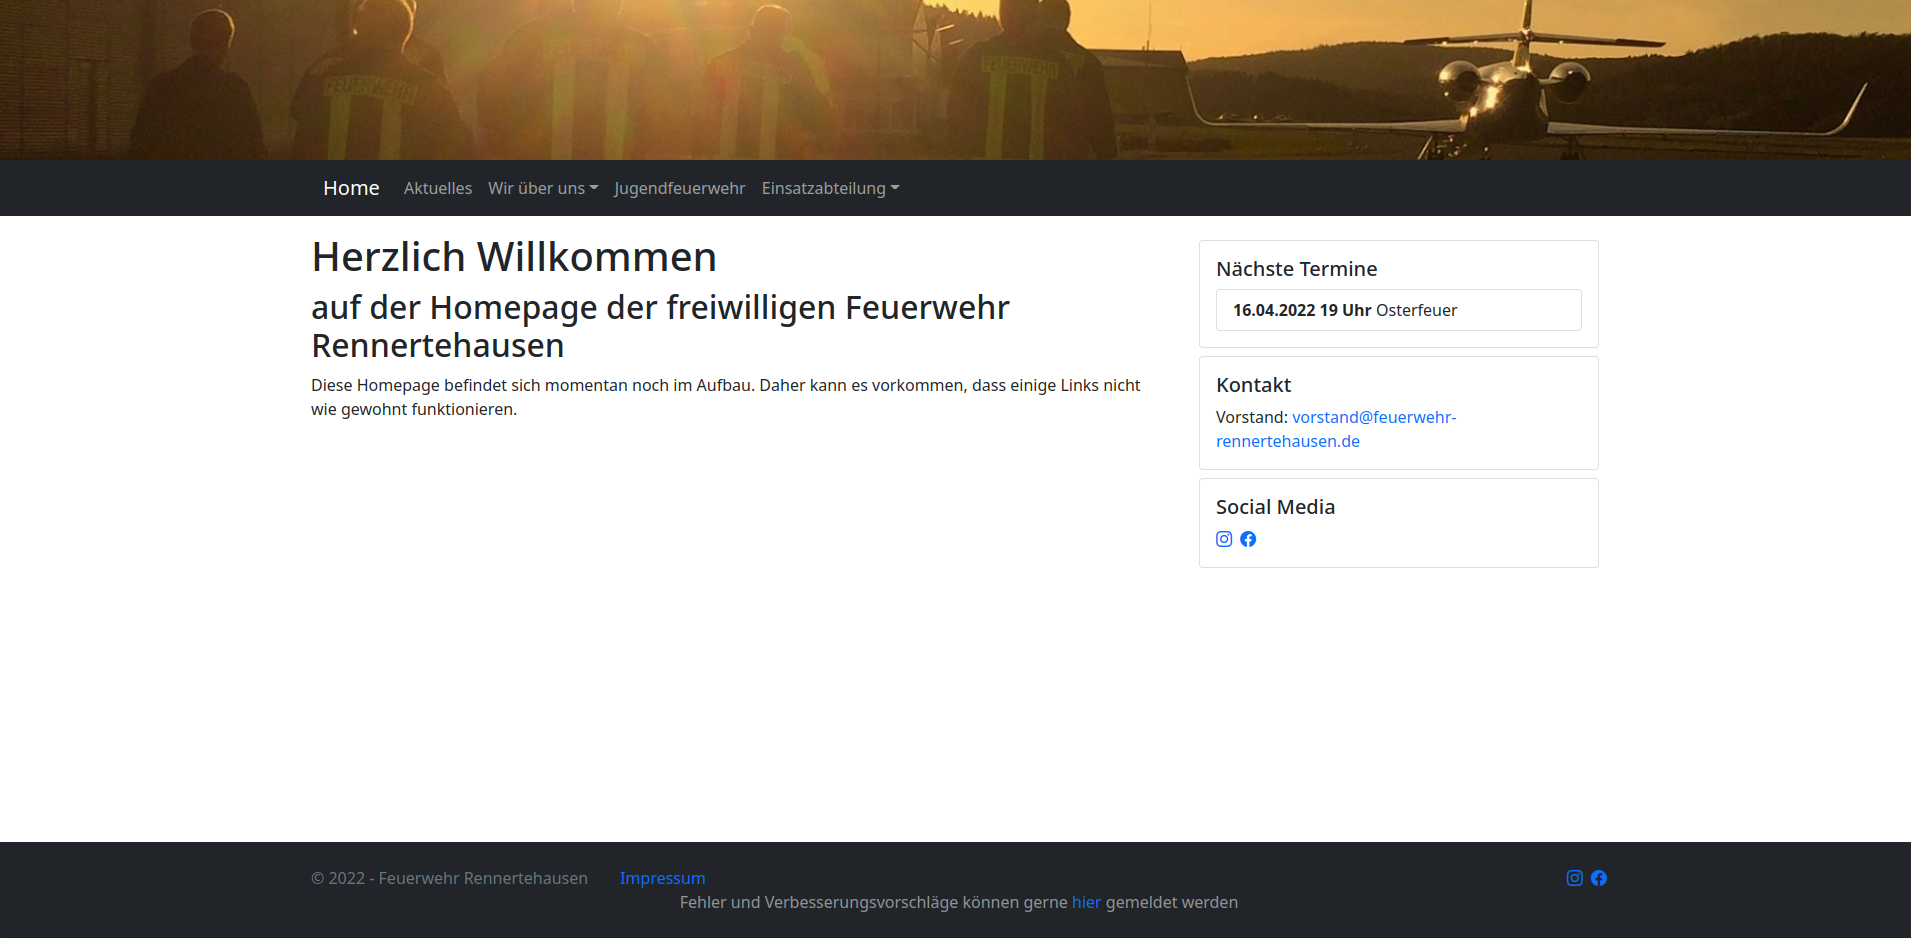 FEUERWEHR
FEUERWEHR
Home Aktuelles Wir über uns Jugendfeuerwehr Einsatzabteilung
Herzlich Willkommen
auf der Homepage der freiwilligen Feuerwehr
Rennertehausen
Diese Homepage befindet sich momentan noch im Aufbau. Daher kann es vorkommen, dass einige Links nicht
wie gewohnt funktionieren.
Nächste Termine
16.04.2022 19 Uhr Osterfeuer
Kontakt
Vorstand: vorstand@feuerwehr-
rennertehausen.de
Social Media
© 2022 - Feuerwehr Rennertehausen Impressum
Fehler und Verbesserungsvorschläge können gerne hier gemeldet werden